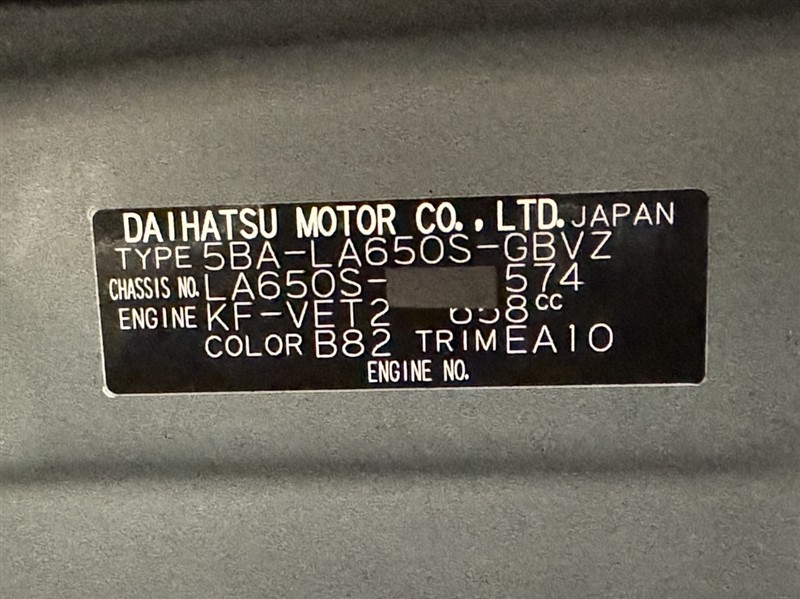 DAIHATSU MOTOR CO., LTD. JAPAN
TYPE 5BA-LA650S-GBVZ
CHASSIS NO. LA650S- 574
ENGINE KF-VET2 658cc
COLOR B82 TRIM EA10
ENGINE NO.